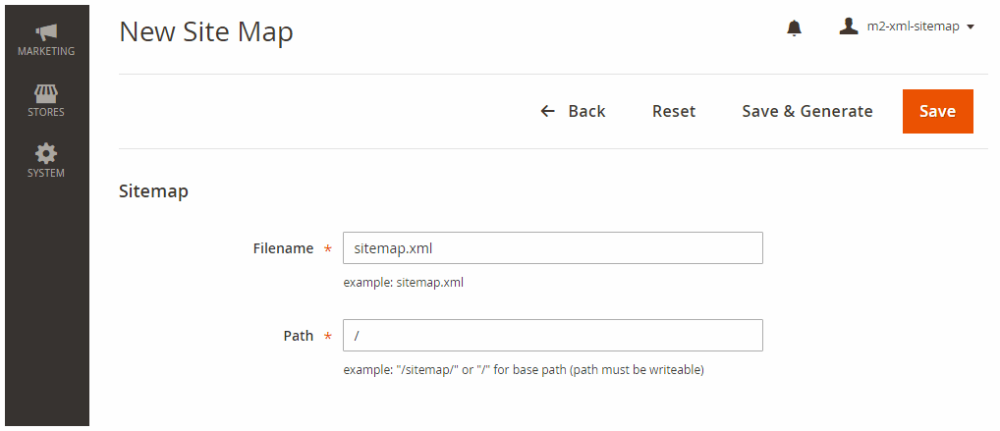 MARKETING
STORES
SYSTEM
New Site Map
m2-xml-sitemap
Back Reset Save & Generate Save
Sitemap
Filename * sitemap.xml
example: sitemap.xml
Path * /
example: "/sitemap/" or "/" for base path (path must be writeable)